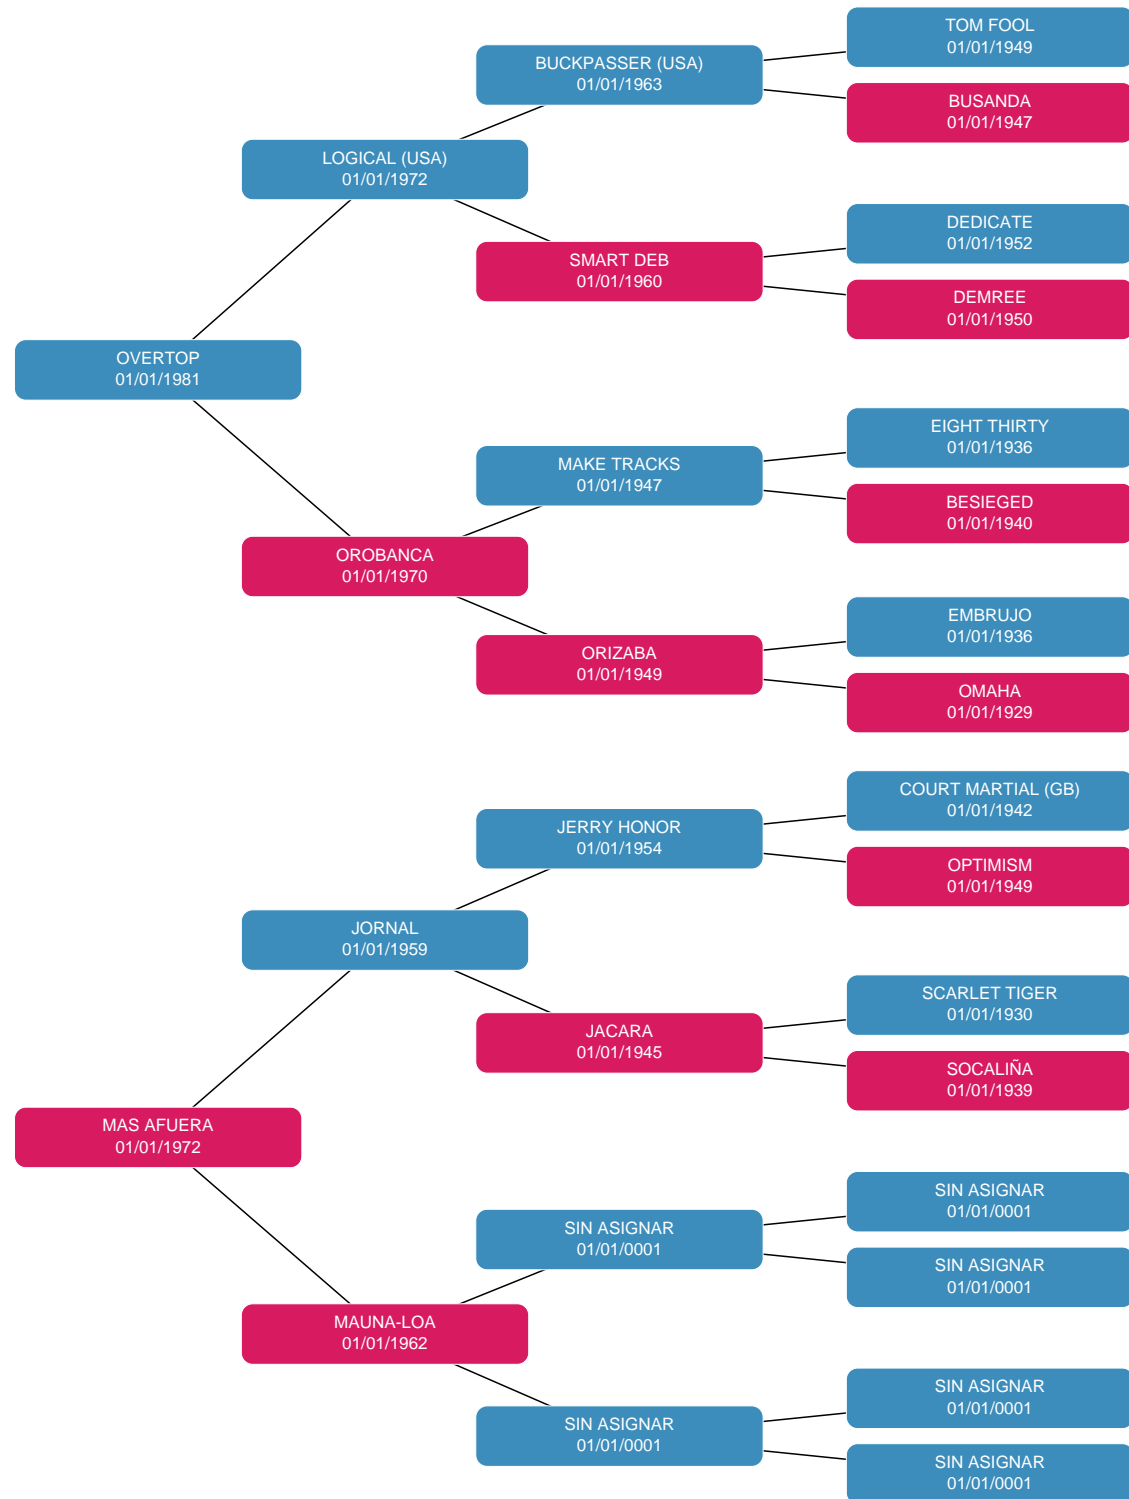 TOM FOOL
01/01/1949
BUCKPASSER (USA)
01/01/1963
BUSANDA
01/01/1947
LOGICAL (USA)
01/01/1972
DEDICATE
01/01/1952
SMART DEB
01/01/1960
DEMREE
01/01/1950
OVERTOP
01/01/1981
EIGHT THIRTY
01/01/1936
MAKE TRACKS
01/01/1947
BESIEGED
01/01/1940
OROBANCA
01/01/1970
EMBRUJO
01/01/1936
ORIZABA
01/01/1949
OMAHA
01/01/1929
COURT MARTIAL (GB)
01/01/1942
JERRY HONOR
01/01/1954
OPTIMISM
01/01/1949
JORNAL
01/01/1959
SCARLET TIGER
01/01/1930
JACARA
01/01/1945
SOCALIÑA
01/01/1939
MAS AFUERA
01/01/1972
SIN ASIGNAR
01/01/0001
SIN ASIGNAR
01/01/0001
SIN ASIGNAR
01/01/0001
MAUNA-LOA
01/01/1962
SIN ASIGNAR
01/01/0001
SIN ASIGNAR
01/01/0001
SIN ASIGNAR
01/01/0001